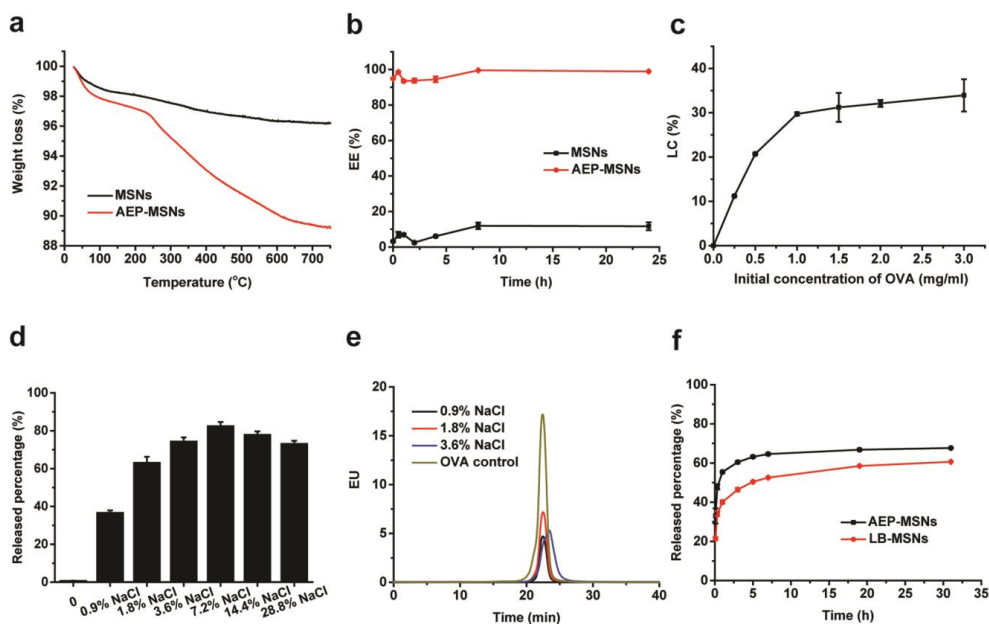 a
100
98
96
94
92
90
88
Weight loss (%)
MSNs
AEP-MSNs
0
100
200
300
400
500
600
700
Temperature (°C)
b
100
80
60
40
20
0
EE (%)
MSNs
AEP-MSNs
0
5
10
15
20
25
Time (h)
c
40
30
20
10
0
LC (%)
0.0
0.5
1.0
1.5
2.0
2.5
3.0
Initial concentration of OVA (mg/ml)
d
100
80
60
40
20
0
Released percentage (%)
0
0.9% NaCl
1.8% NaCl
3.6% NaCl
7.2% NaCl
14.4% NaCl
28.8% NaCl
e
20
15
10
5
0
EU
0.9% NaCl
1.8% NaCl
3.6% NaCl
OVA control
0
10
20
30
40
Time (min)
f
100
80
60
40
20
0
Released percentage (%)
AEP-MSNs
LB-MSNs
0
5
10
15
20
25
30
35
Time (h)